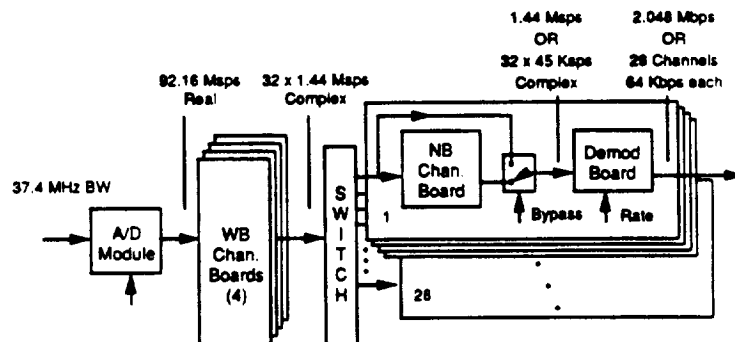 1.44 Msps
OR
32 x 45 Ksps
Complex
2.048 Mbps
OR
28 Channels
64 Kbps each
92.16 Msps
Real
32 x 1.44 Msps
Complex
37.4 MHz BW
A/D
Module
WB
Chan.
Boards
(4)
SWITCH
NB
Chan.
Board
Demod
Board
1
Bypass
Rate
28